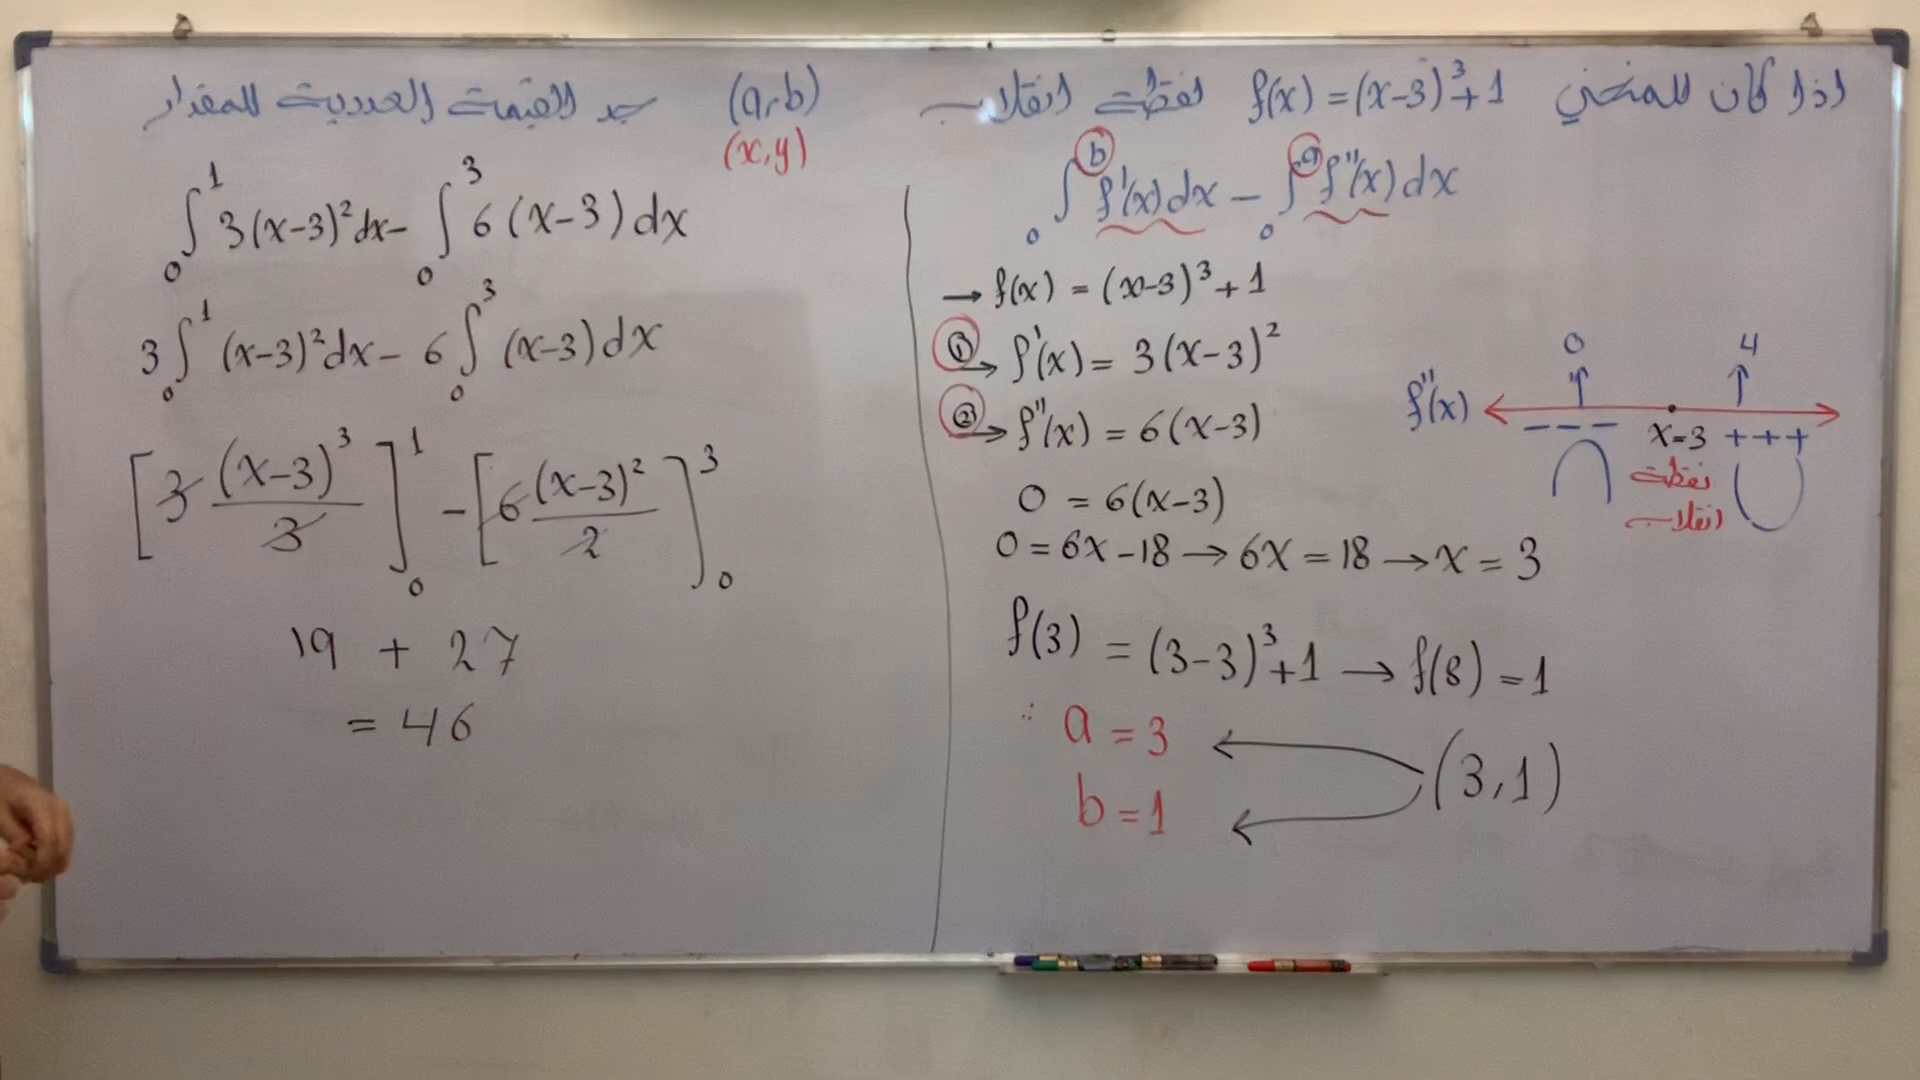 اذا كان للمنحني f(x) = (x-3)³+1 نقطة انقلاب (a,b) جد القيمة العددية للمقدار
(x,y)
∫₀ᵇ f'(x)dx - ∫₀ᵃ f''(x)dx
→ f(x) = (x-3)³ + 1
① → f'(x) = 3(x-3)²
② → f''(x) = 6(x-3)
0 = 6(x-3)
0 = 6x-18 → 6x = 18 → x = 3
0 4
↑ ↑
f''(x)
--- x=3 +++
نقطة
انقلاب
f(3) = (3-3)³+1 → f(8) = 1
∴ a = 3
(3,1)
b = 1
∫₀¹ 3(x-3)²dx - ∫₀³ 6(x-3)dx
3∫₀¹ (x-3)²dx - 6∫₀³ (x-3)dx
[3 (x-3)³/3]₀¹ - [6(x-3)²/2]₀³
19 + 27
= 46